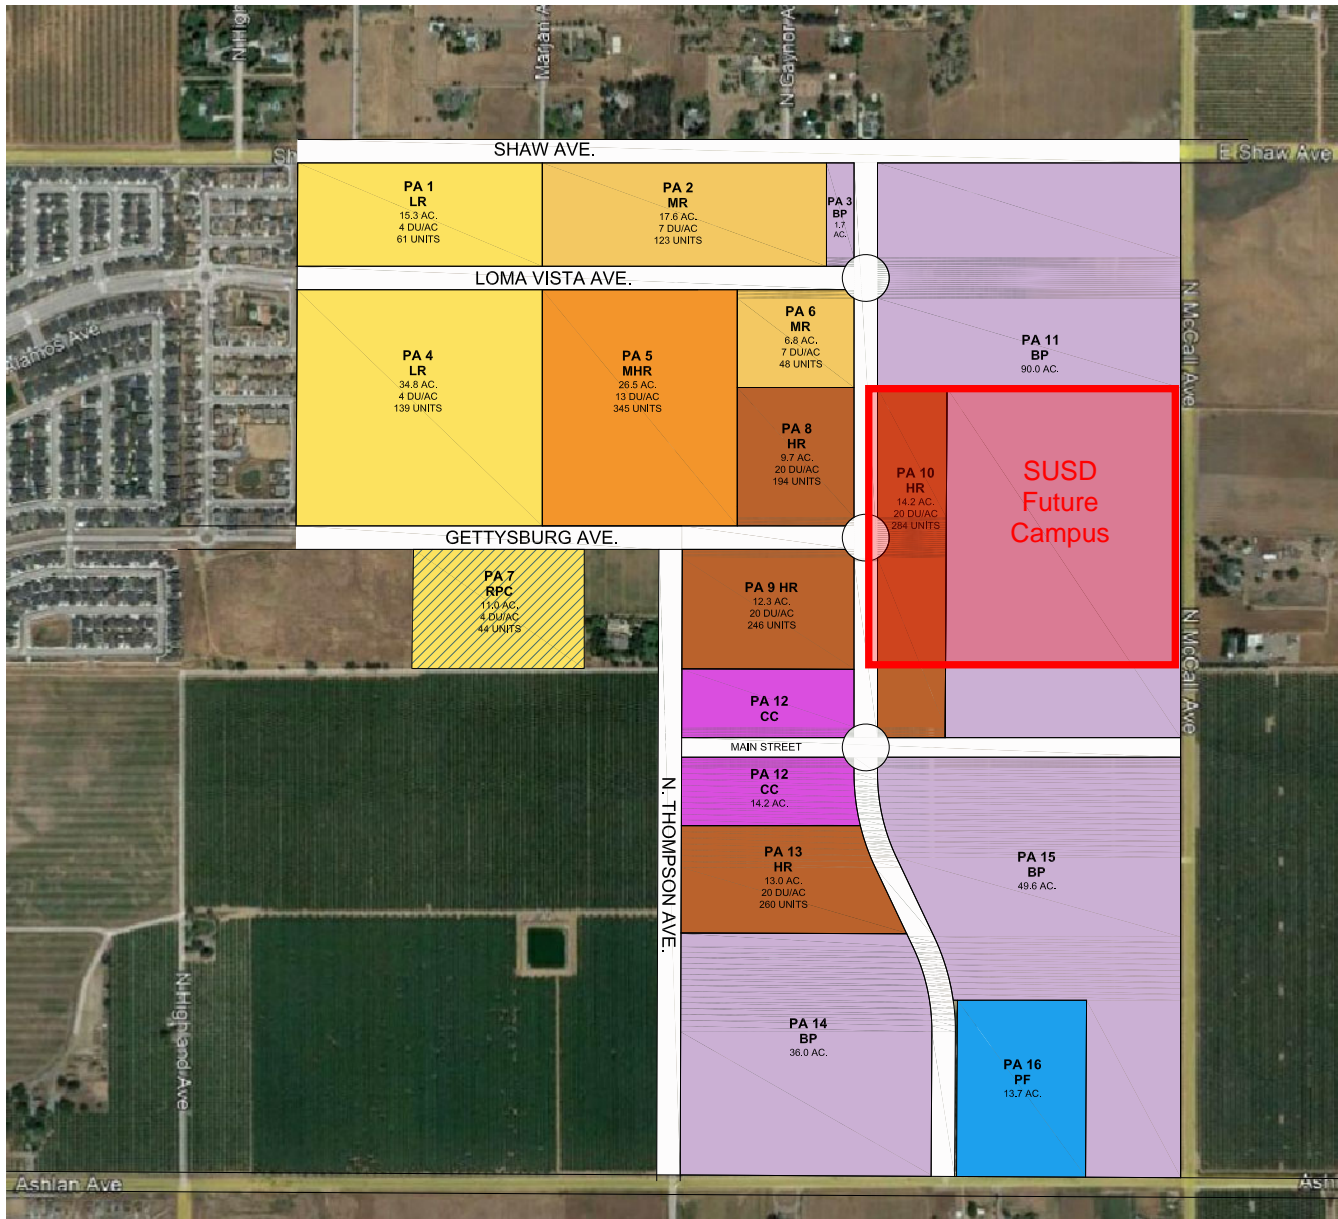 N High
Marjan A
N Gaynor A
Sh
SHAW AVE.
E Shaw Ave
PA 1
LR
15.3 AC.
4 DU/AC
61 UNITS
PA 2
MR
17.6 AC.
7 DU/AC
123 UNITS
PA 3
BP
1.7
AC.
LOMA VISTA AVE.
Alamos Ave
PA 4
LR
34.8 AC.
4 DU/AC
139 UNITS
PA 5
MHR
26.5 AC.
13 DU/AC
345 UNITS
PA 6
MR
6.8 AC.
7 DU/AC
48 UNITS
PA 11
BP
90.0 AC.
N McCall Ave
PA 8
HR
9.7 AC.
20 DU/AC
194 UNITS
PA 10
HR
14.2 AC.
20 DU/AC
284 UNITS
SUSD
Future
Campus
GETTYSBURG AVE.
PA 7
RPC
11.0 AC.
4 DU/AC
44 UNITS
PA 9 HR
12.3 AC.
20 DU/AC
246 UNITS
N McCall Ave
PA 12
CC
MAIN STREET
PA 12
CC
14.2 AC.
N. THOMPSON AVE.
PA 13
HR
13.0 AC.
20 DU/AC
260 UNITS
PA 15
BP
49.6 AC.
N Highland Ave
PA 14
BP
36.0 AC.
PA 16
PF
13.7 AC.
Ashlan Ave
Ash